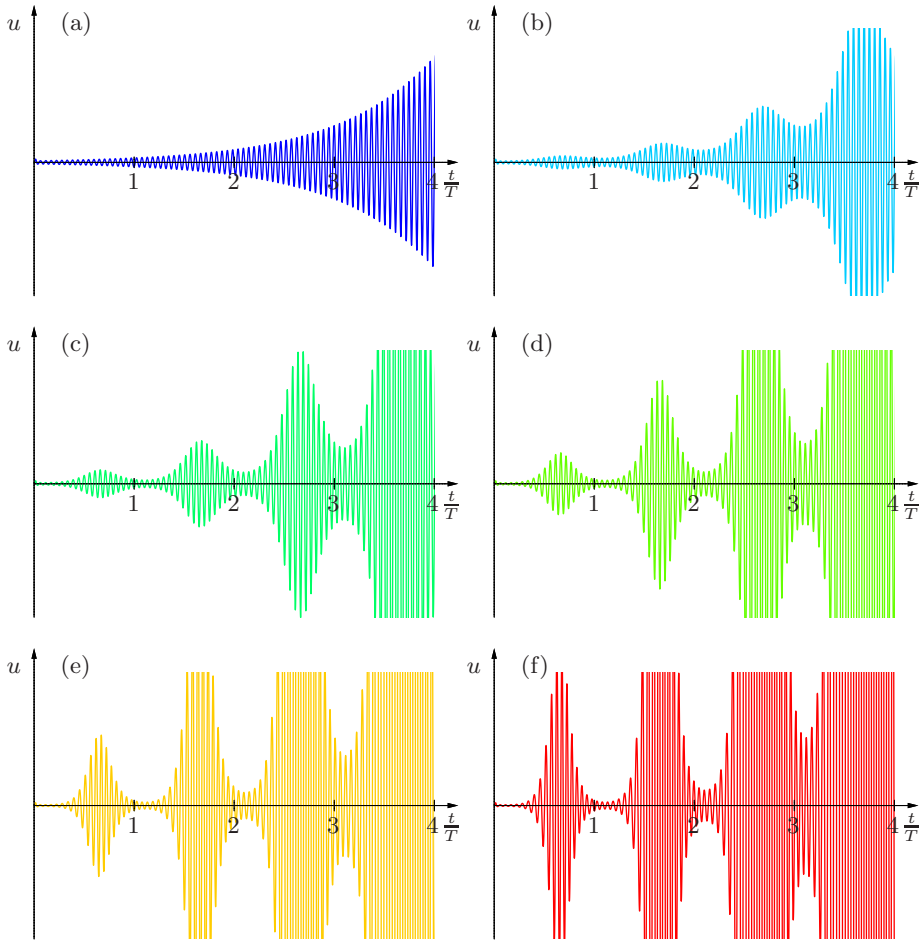 u (a) u (b)
1 2 3 4 t/T 1 2 3 4 t/T
u (c) u (d)
1 2 3 4 t/T 1 2 3 4 t/T
u (e) u (f)
1 2 3 4 t/T 1 2 3 4 t/T